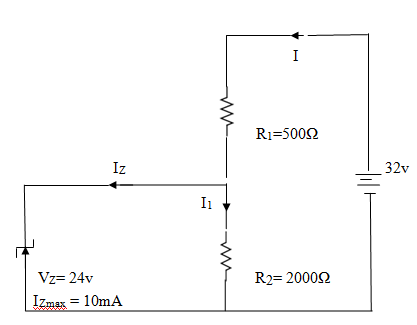 I
R1=500Ω
32v
IZ
I1
VZ= 24v
R2= 2000Ω
IZmax = 10mA